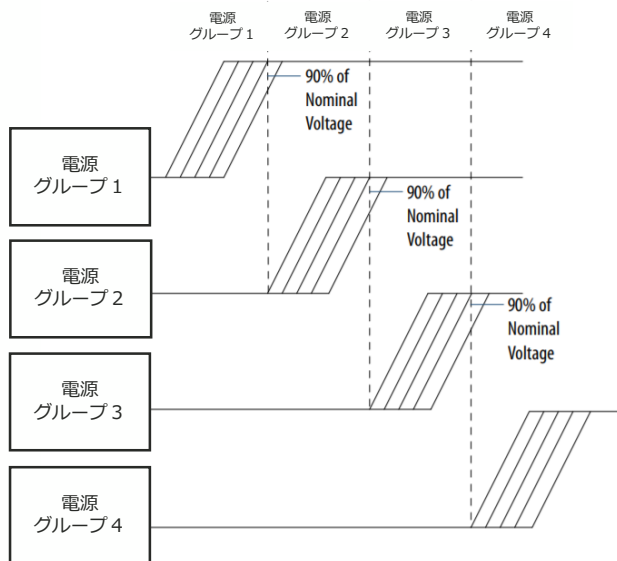 電源
グループ1
電源
グループ2
電源
グループ3
電源
グループ4
90% of
Nominal
Voltage
電源
グループ1
90% of
Nominal
Voltage
電源
グループ2
90% of
Nominal
Voltage
電源
グループ3
電源
グループ4